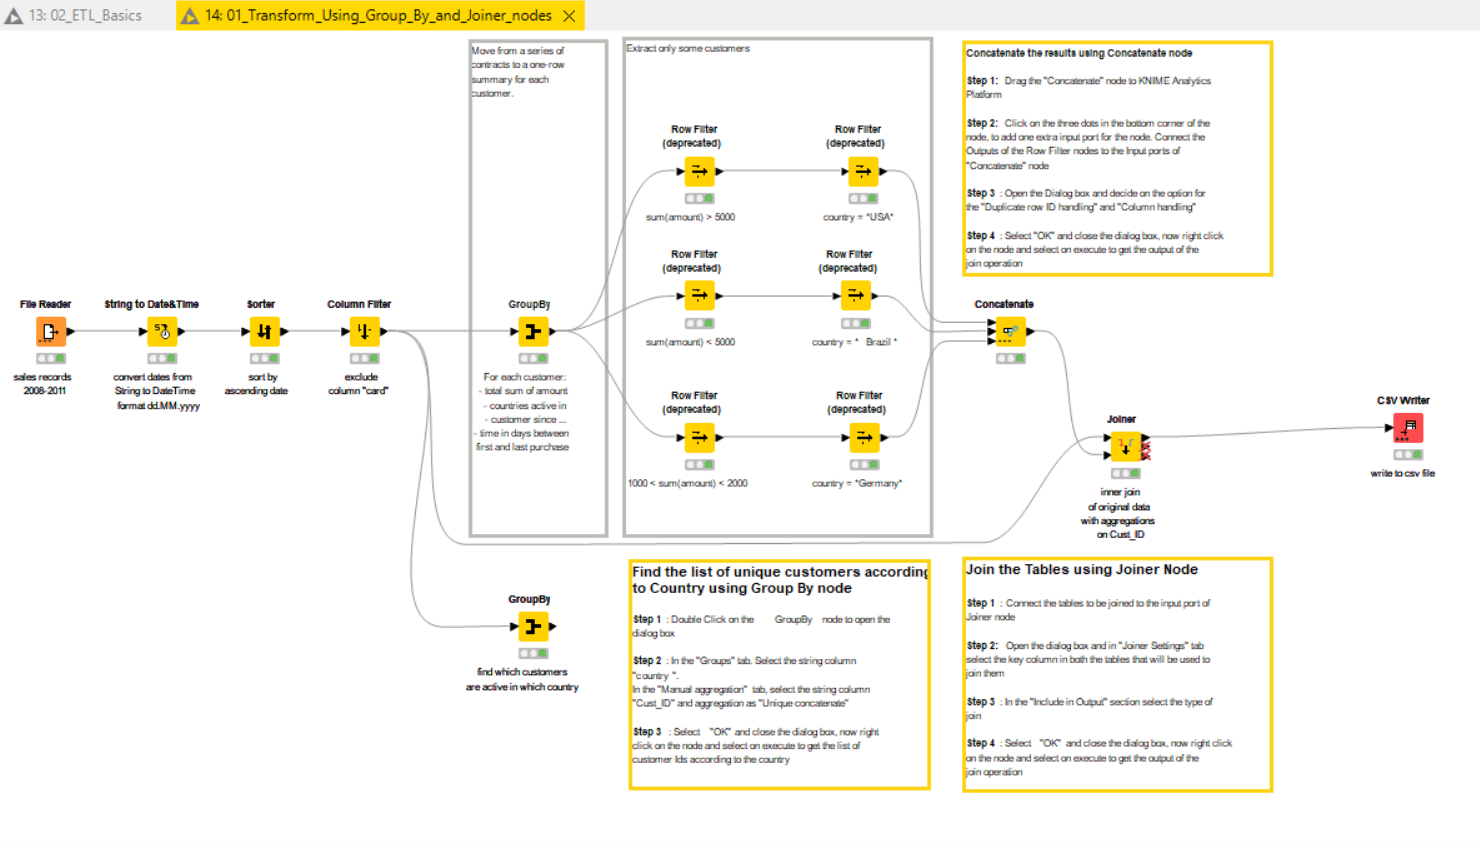 13: 02_ETL_Basics
14: 01_Transform_Using_Group_By_and_Joiner_nodes
Move from a series of
contracts to a one-row
summary for each
customer.
Extract only some customers
Row Filter
(deprecated)
sum(amount) > 5000
Row Filter
(deprecated)
country = *USA*
Row Filter
(deprecated)
sum(amount) < 5000
Row Filter
(deprecated)
country = * Brazil *
Row Filter
(deprecated)
1000 < sum(amount) < 2000
Row Filter
(deprecated)
country = *Germany*
Concatenate the results using Concatenate node
Step 1: Drag the "Concatenate" node to KNIME Analytics
Platform
Step 2: Click on the three dots in the bottom corner of the
node, to add one extra input port for the node. Connect the
Outputs of the Row Filter nodes to the Input ports of
"Concatenate" node
Step 3 : Open the Dialog box and decide on the option for
the "Duplicate row ID handling" and "Column handling"
Step 4 : Select "OK" and close the dialog box, now right click
on the node and select on execute to get the output of the
join operation
File Reader
sales records
2008-2011
String to Date&Time
convert dates from
String to DateTime
format dd.MM.yyyy
Sorter
sort by
ascending date
Column Filter
exclude
column "card"
GroupBy
For each customer:
- total sum of amount
- countries active in
- customer since ...
- time in days between
first and last purchase
Concatenate
Joiner
inner join
of original data
with aggregations
on Cust_ID
CSV Writer
write to csv file
GroupBy
find which customers
are active in which country
Find the list of unique customers according
to Country using Group By node
Step 1 : Double Click on the GroupBy node to open the
dialog box
Step 2 : In the "Groups" tab. Select the string column
"country ".
In the "Manual aggregation" tab, select the string column
"Cust_ID" and aggregation as "Unique concatenate"
Step 3 : Select "OK" and close the dialog box, now right
click on the node and select on execute to get the list of
customer Ids according to the country
Join the Tables using Joiner Node
Step 1 : Connect the tables to be joined to the input port of
Joiner node
Step 2: Open the dialog box and in "Joiner Settings" tab
select the key column in both the tables that will be used to
join them
Step 3 : In the "Include in Output" section select the type of
join
Step 4 : Select "OK" and close the dialog box, now right click
on the node and select on execute to get the output of the
join operation